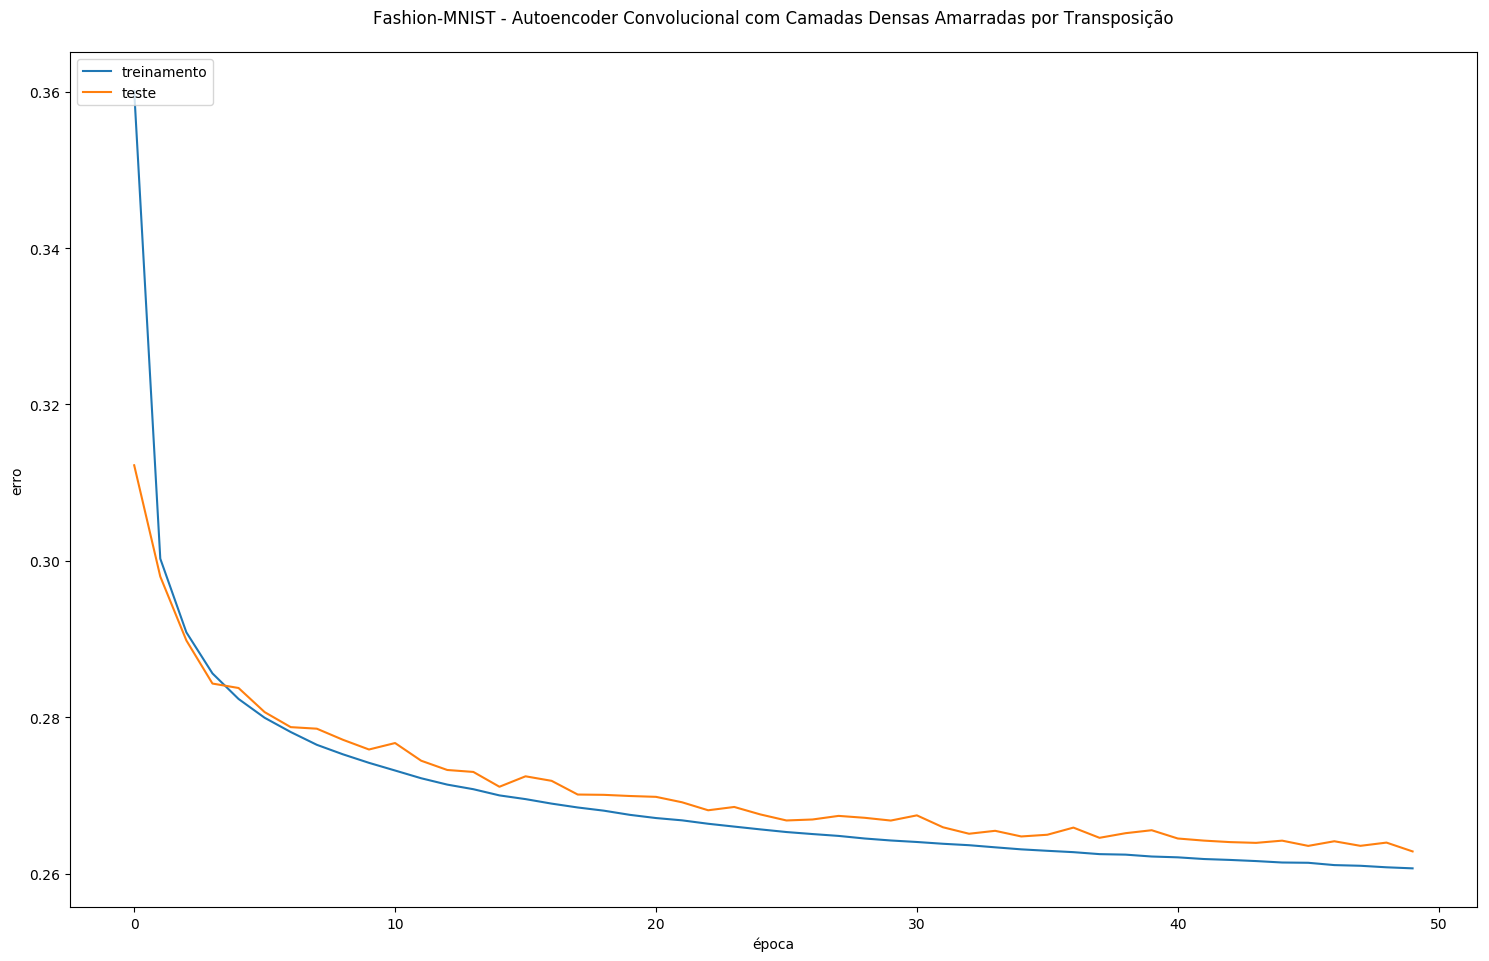 Fashion-MNIST - Autoencoder Convolucional com Camadas Densas Amarradas por Transposição
treinamento
teste
0.36
0.34
0.32
0.30
0.28
0.26
erro
0 10 20 30 40 50
época